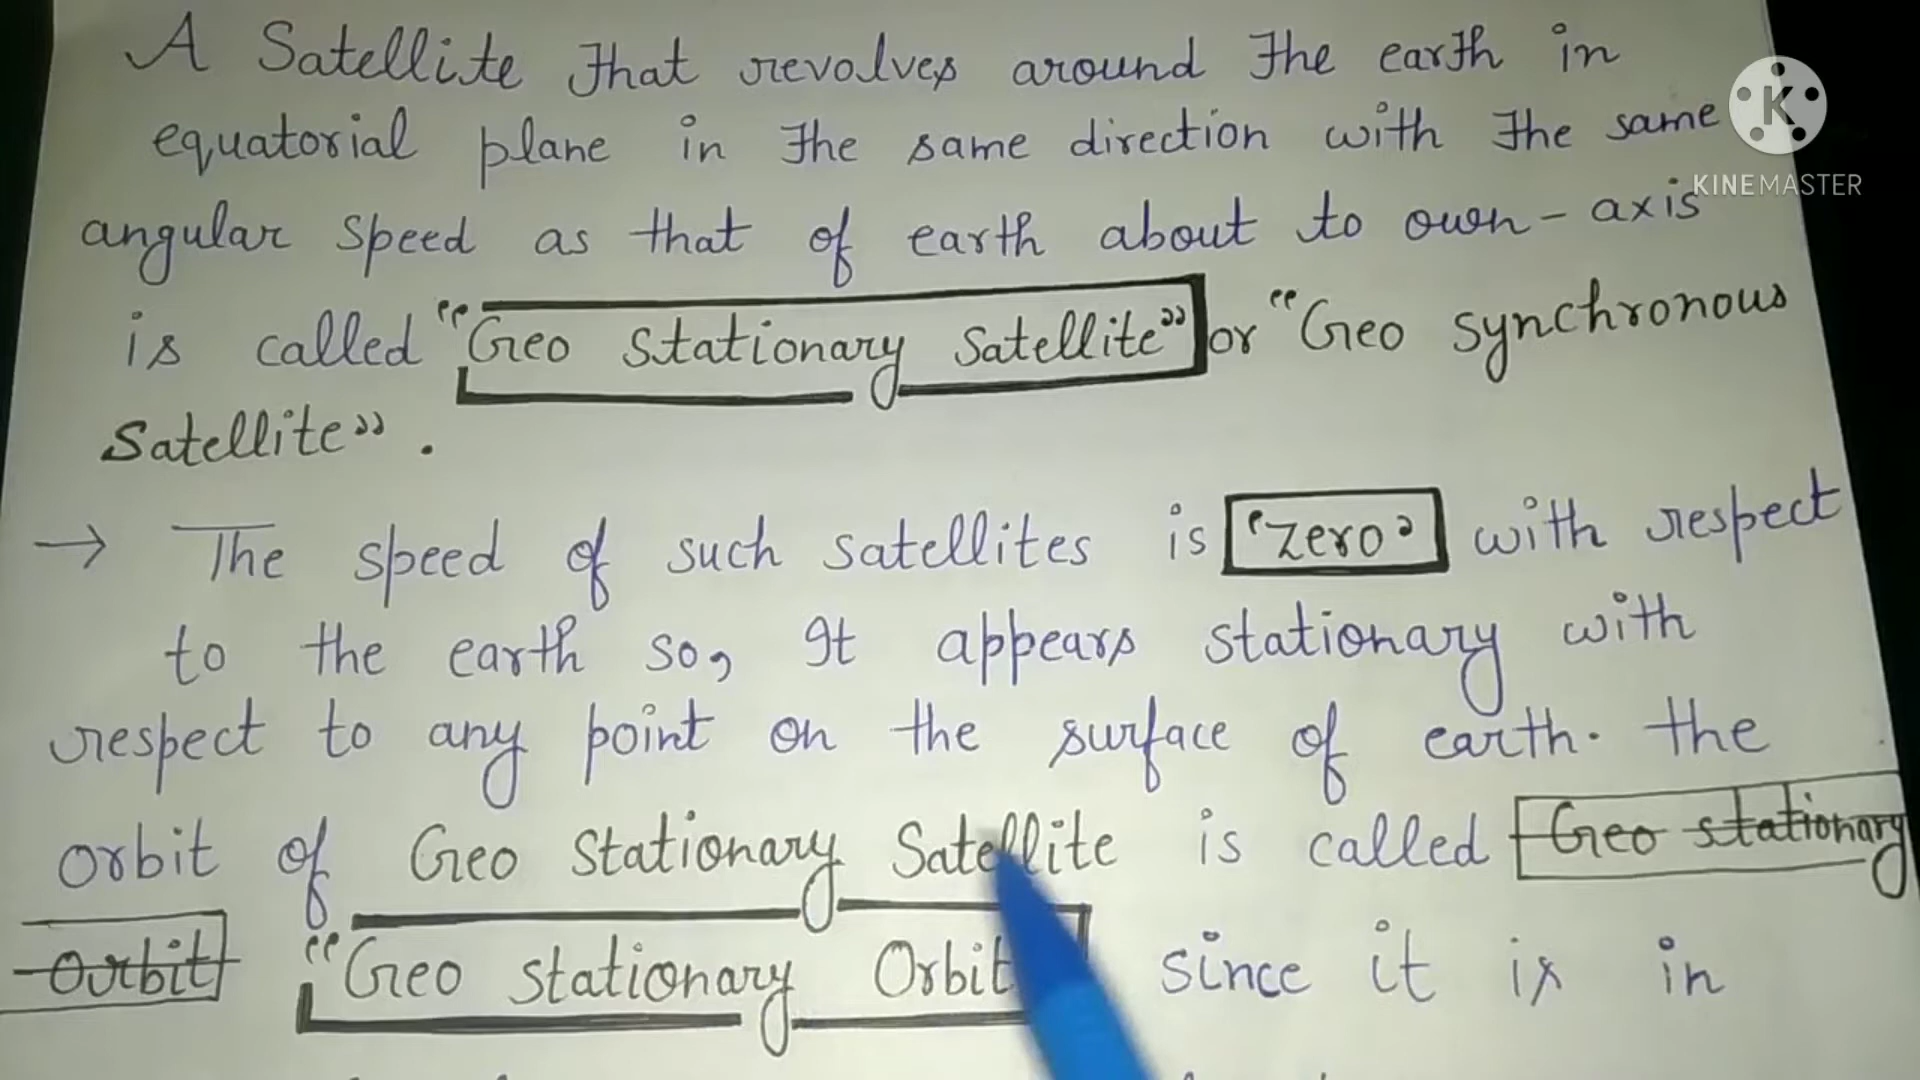 A Satellite that revolves around the earth in
equatorial plane in the same direction with the same
angular speed as that of earth about to own - axis
is called "Geo stationary satellite" or "Geo synchronous
Satellite".
→ The speed of such satellites is 'zero' with respect
to the earth so, It appears stationary with
respect to any point on the surface of earth. the
orbit of Geo stationary Satellite is called Geo stationary
Orbit "Geo stationary Orbit since it is in
K
KINEMASTER